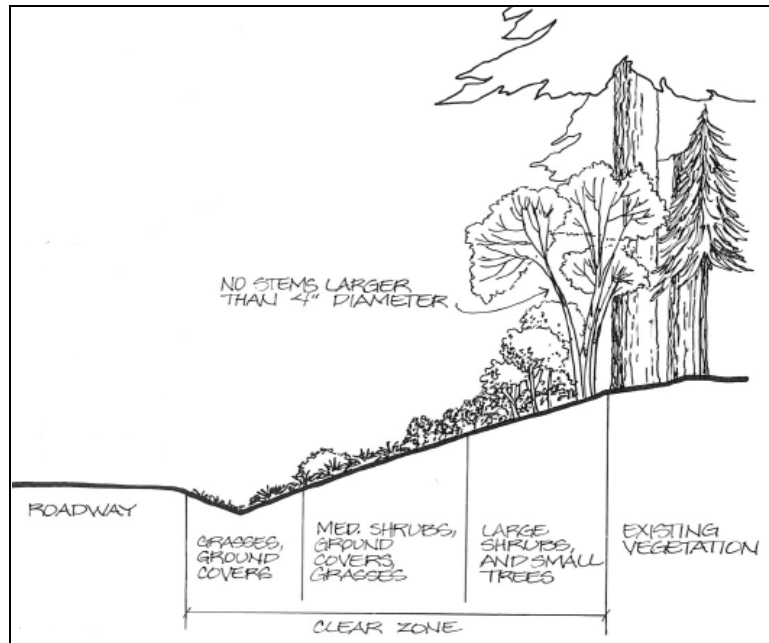 NO STEMS LARGER
THAN 4" DIAMETER
ROADWAY
GRASSES,
GROUND
COVERS
MED. SHRUBS,
GROUND
COVERS,
GRASSES
LARGE
SHRUBS,
AND SMALL
TREES
EXISTING
VEGETATION
CLEAR ZONE